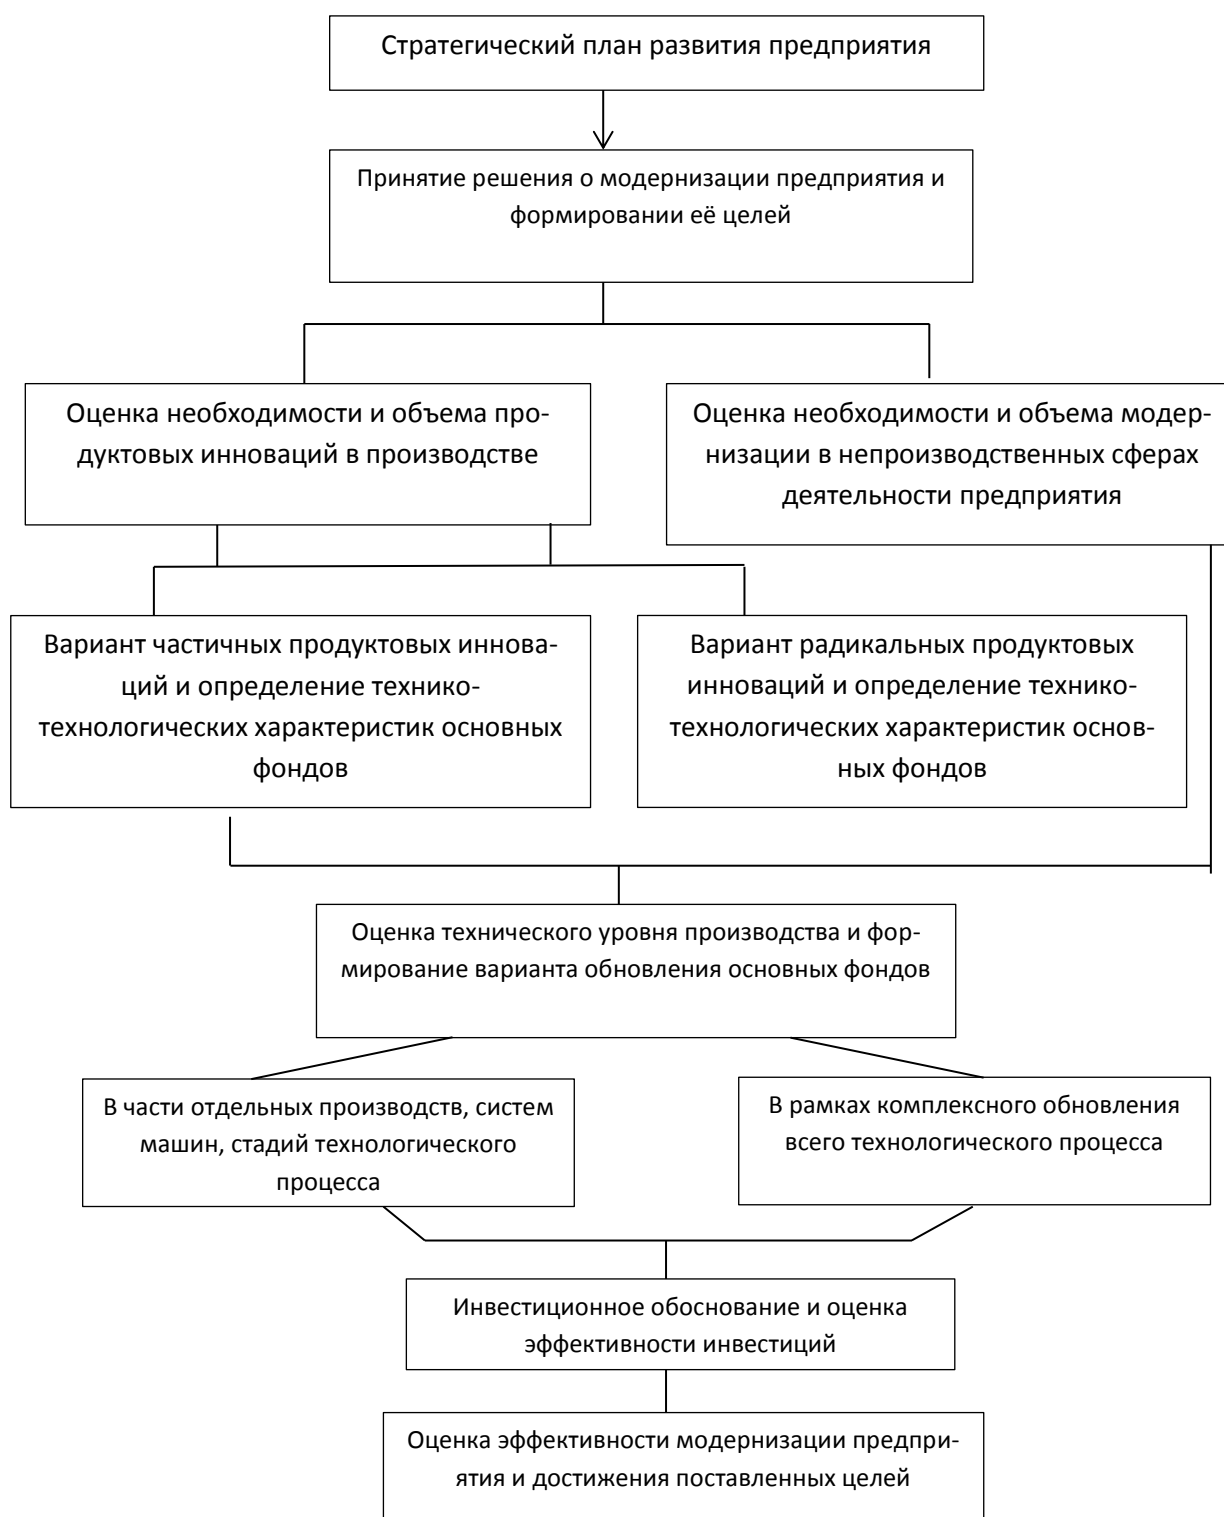 Стратегический план развития предприятия
Принятие решения о модернизации предприятия и
формировании её целей
Оценка необходимости и объема про-
дуктовых инноваций в производстве
Оценка необходимости и объема модер-
низации в непроизводственных сферах
деятельности предприятия
Вариант частичных продуктовых иннова-
ций и определение технико-
технологических характеристик основных
фондов
Вариант радикальных продуктовых
инноваций и определение технико-
технологических характеристик основ-
ных фондов
Оценка технического уровня производства и фор-
мирование варианта обновления основных фондов
В части отдельных производств, систем
машин, стадий технологического
процесса
В рамках комплексного обновления
всего технологического процесса
Инвестиционное обоснование и оценка
эффективности инвестиций
Оценка эффективности модернизации предпри-
ятия и достижения поставленных целей